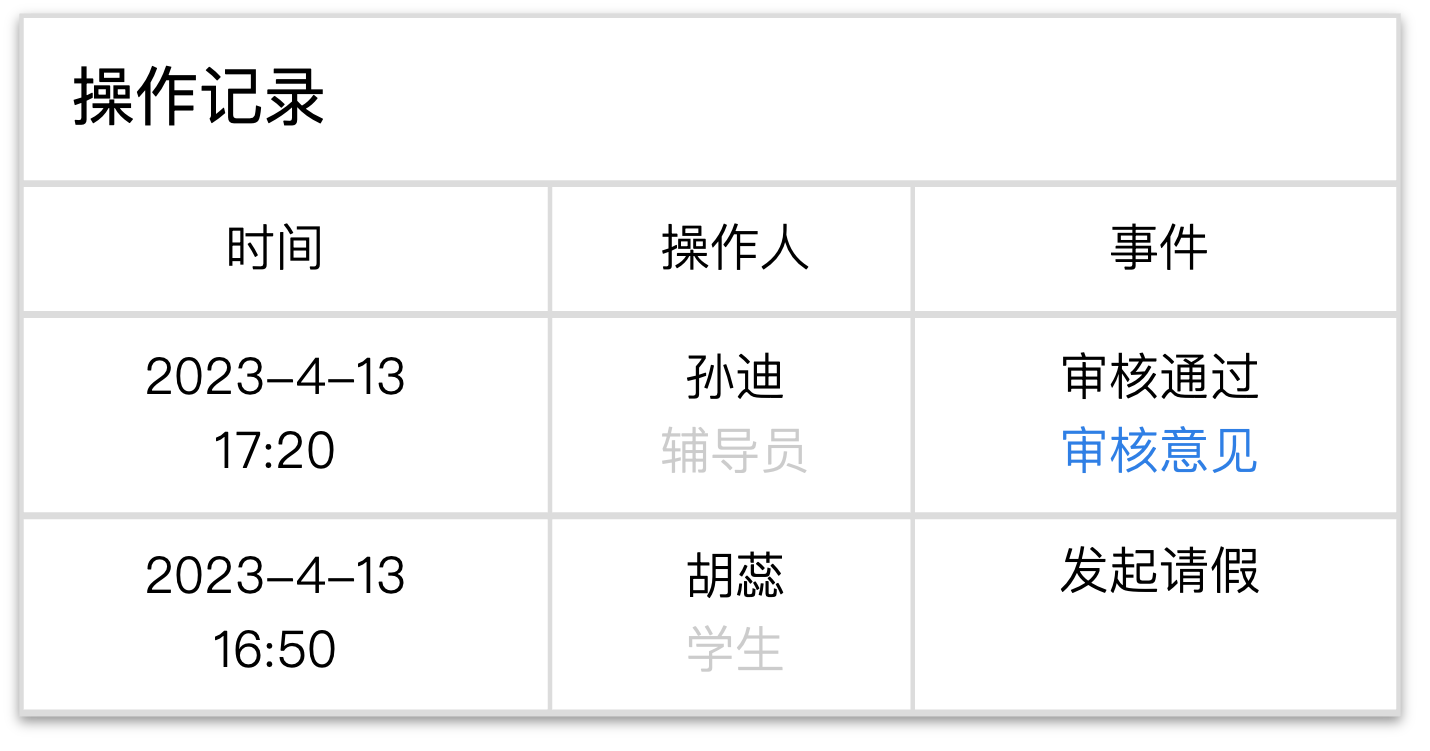 操作记录
时间 操作人 事件
2023-4-13 孙迪 审核通过
17:20 辅导员 审核意见
2023-4-13 胡蕊 发起请假
16:50 学生